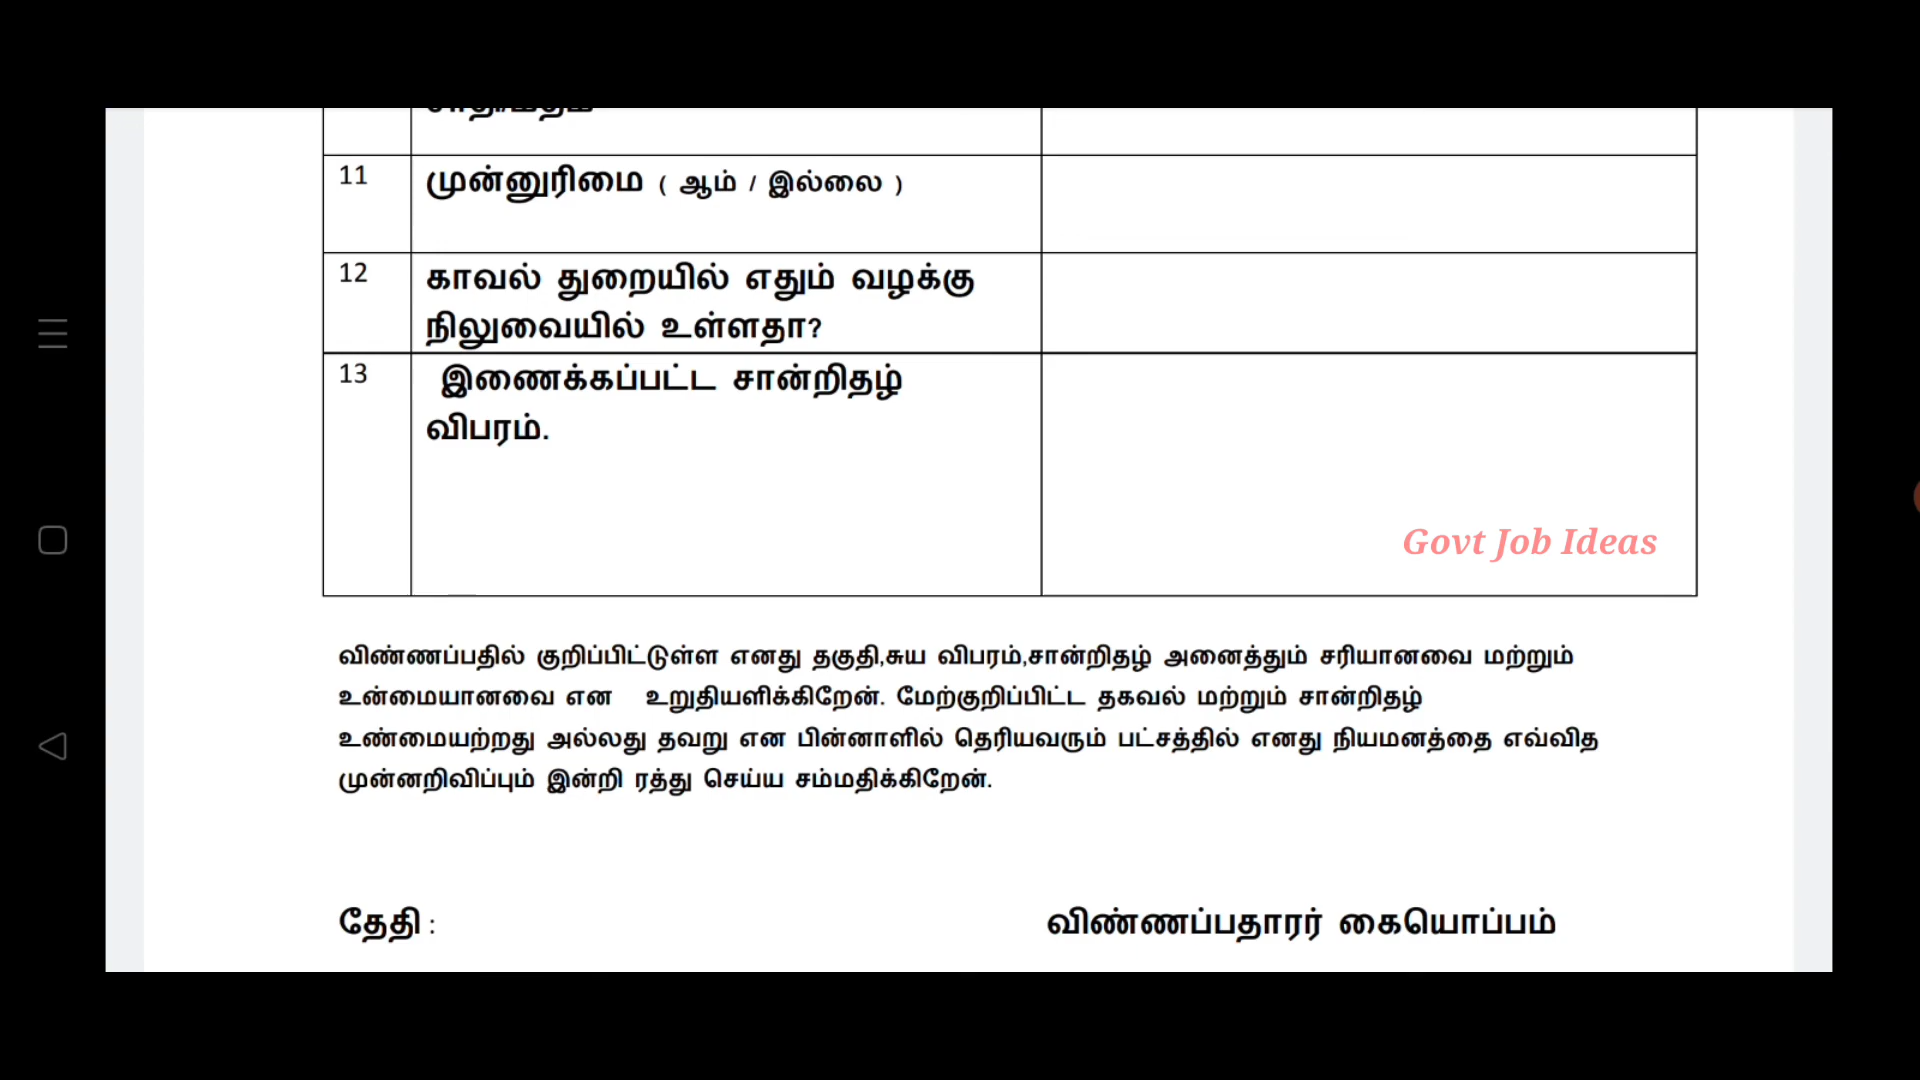 11 முன்னுரிமை ( ஆம் / இல்லை )
12 காவல் துறையில் எதும் வழக்கு
நிலுவையில் உள்ளதா?
13 இணைக்கப்பட்ட சான்றிதழ்
விபரம்.
Govt Job Ideas
விண்ணப்பதில் குறிப்பிட்டுள்ள எனது தகுதி,சுய விபரம்,சான்றிதழ் அனைத்தும் சரியானவை மற்றும்
உன்மையானவை என உறுதியளிக்கிறேன். மேற்குறிப்பிட்ட தகவல் மற்றும் சான்றிதழ்
உண்மையற்றது அல்லது தவறு என பின்னாளில் தெரியவரும் பட்சத்தில் எனது நியமனத்தை எவ்வித
முன்னறிவிப்பும் இன்றி ரத்து செய்ய சம்மதிக்கிறேன்.
தேதி : விண்ணப்பதாரர் கையொப்பம்